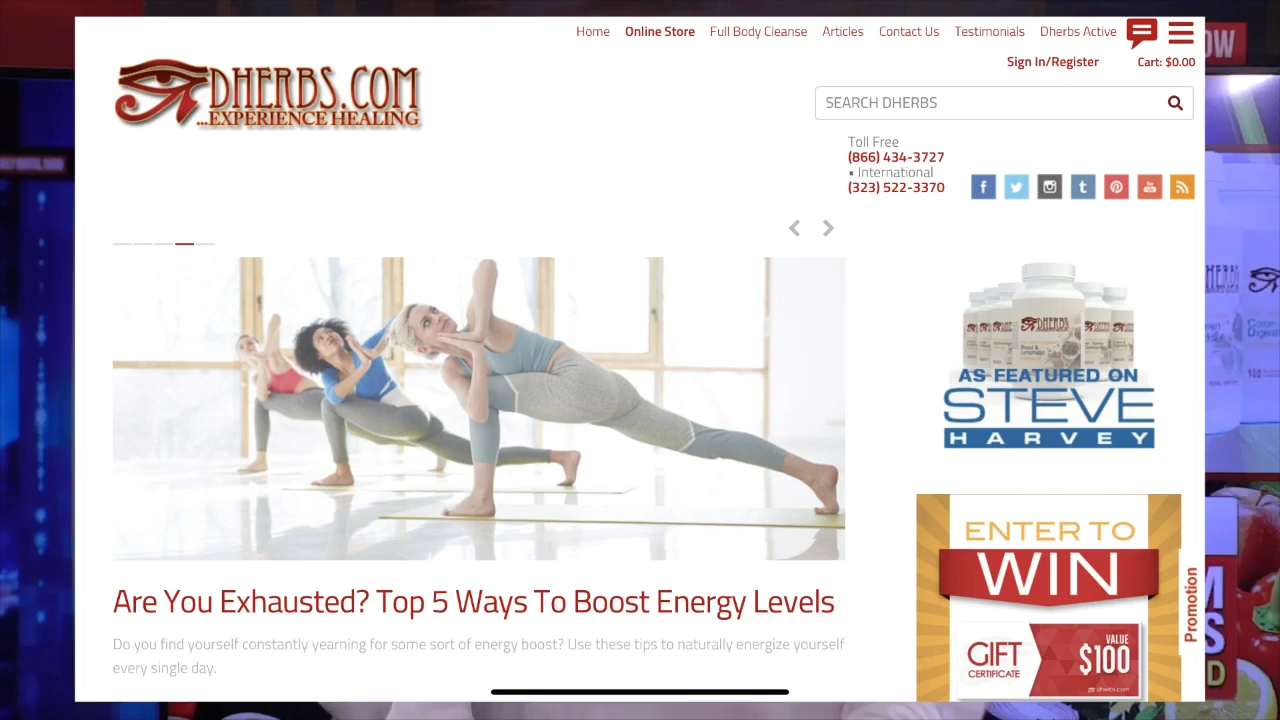 Home Online Store Full Body Cleanse Articles Contact Us Testimonials Dherbs Active
Sign In/Register Cart: $0.00
DHERBS.COM
...EXPERIENCE HEALING
SEARCH DHERBS
Toll Free
(866) 434-3727
▪ International
(323) 522-3370
DHERBS
AS FEATURED ON
STEVE
HARVEY
Are You Exhausted? Top 5 Ways To Boost Energy Levels
Do you find yourself constantly yearning for some sort of energy boost? Use these tips to naturally energize yourself
every single day.
ENTER TO
WIN
GIFT
CERTIFICATE
VALUE
$100
dherbs.com
Promotion